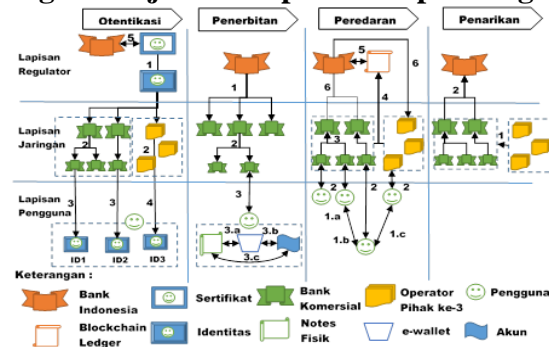 Otentikasi
Penerbitan
Peredaran
Penarikan
Lapisan
Regulator
5
1
1
5
6
6
4
2
Lapisan
Jaringan
2
2
3
1
Lapisan
Pengguna
3
3
4
3
2
2
2
3.a
3.b
3.c
1.a
1.b
1.c
ID1
ID2
ID3
Keterangan :
Bank
Indonesia
Sertifikat
Bank
Komersial
Operator
Pihak ke-3
Pengguna
Blockchain
Ledger
Identitas
Notes
Fisik
e-wallet
Akun